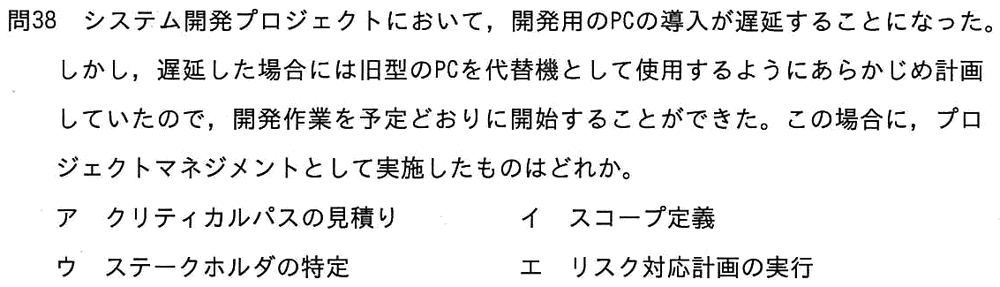 問38　システム開発プロジェクトにおいて，開発用のPCの導入が遅延することになった。
しかし，遅延した場合には旧型のPCを代替機として使用するようにあらかじめ計画
していたので，開発作業を予定どおりに開始することができた。この場合に，プロ
ジェクトマネジメントとして実施したものはどれか。
ア　クリティカルパスの見積り　　　　　イ　スコープ定義
ウ　ステークホルダの特定　　　　　　　エ　リスク対応計画の実行